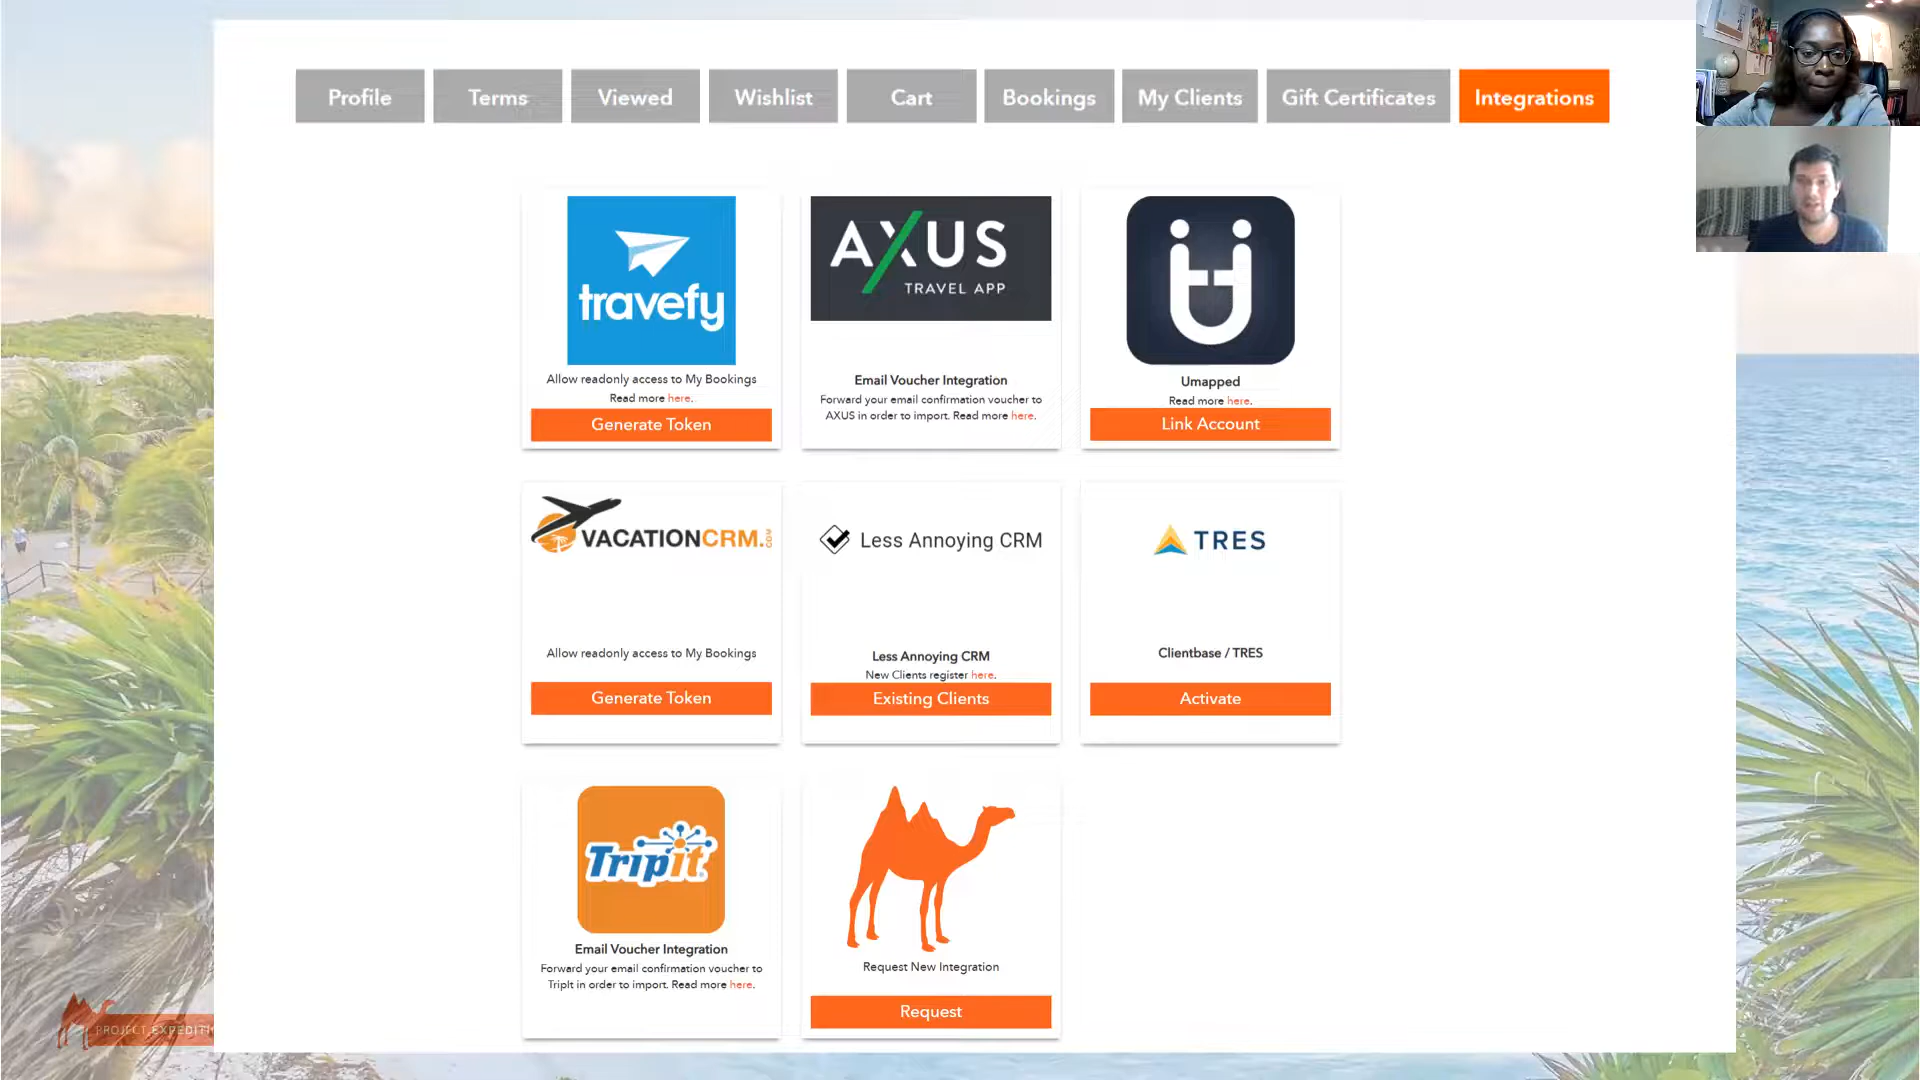 Profile
Terms
Viewed
Wishlist
Cart
Bookings
My Clients
Gift Certificates
Integrations
travefy
Allow readonly access to My Bookings
Read more here.
Generate Token
AXUS
TRAVEL APP
Email Voucher Integration
Forward your email confirmation voucher to
AXUS in order to import. Read more here.
Umapped
Read more here.
Link Account
VACATIONCRM.COM
Allow readonly access to My Bookings
Generate Token
Less Annoying CRM
Less Annoying CRM
New Clients register here.
Existing Clients
TRES
Clientbase / TRES
Activate
TripIt
Email Voucher Integration
Forward your email confirmation voucher to
TripIt in order to import. Read more here.
Request New Integration
Request
PROJECT EXPEDITI